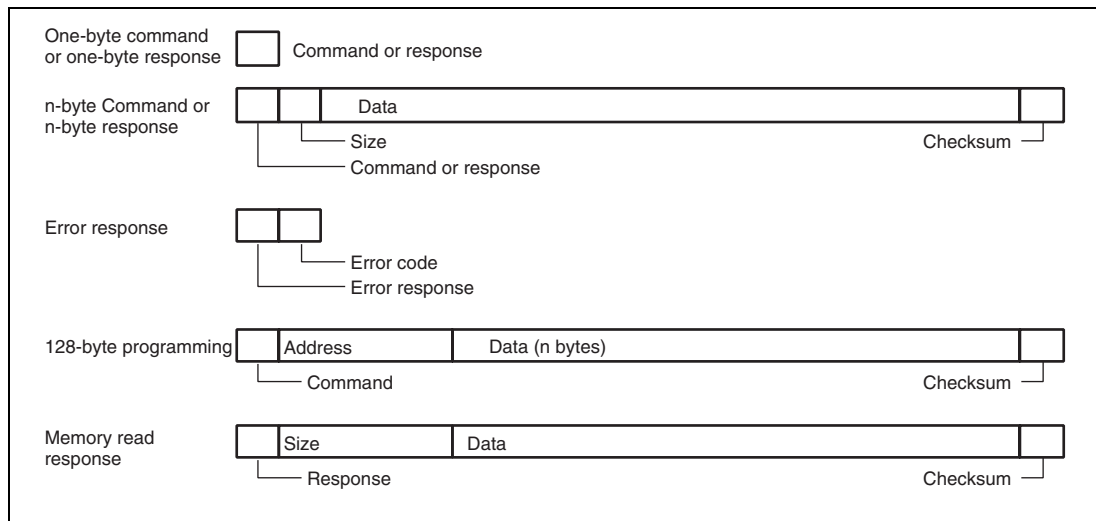 One-byte command
or one-byte response
Command or response
n-byte Command or
n-byte response
Data
Size
Checksum
Command or response
Error response
Error code
Error response
128-byte programming
Address
Data (n bytes)
Command
Checksum
Memory read
response
Size
Data
Response
Checksum